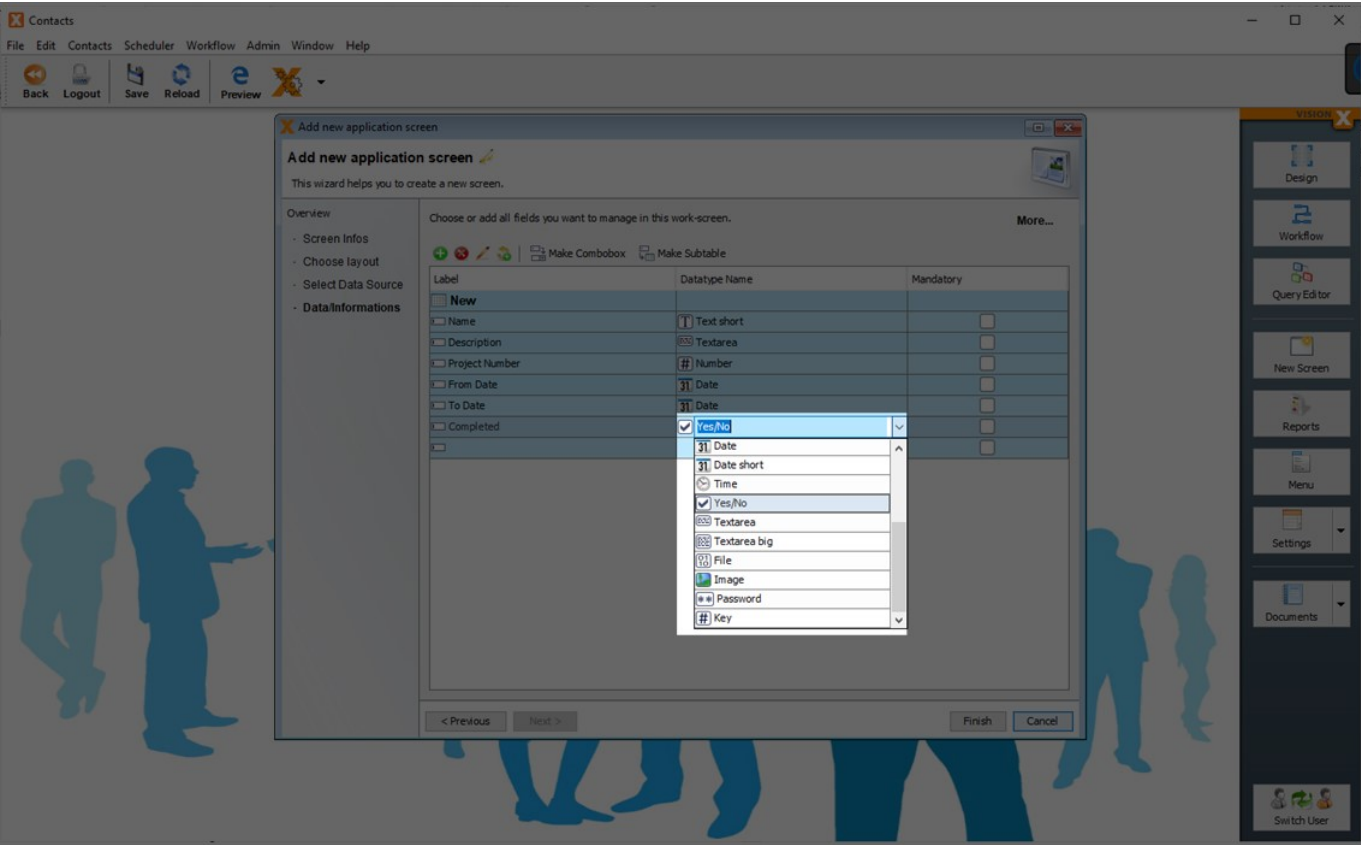 Contacts
File Edit Contacts Scheduler Workflow Admin Window Help
Back Logout Save Reload Preview
VISION X
Add new application screen
Add new application screen
This wizard helps you to create a new screen.
Overview
· Screen Infos
· Choose layout
· Select Data Source
· Data/Informations
Choose or add all fields you want to manage in this work-screen.
More...
Make Combobox Make Subtable
Label Datatype Name Mandatory
New
Name Text short
Description Textarea
Project Number # Number
From Date 31 Date
To Date 31 Date
Completed Yes/No
31 Date
31 Date short
Time
Yes/No
Textarea
Textarea big
File
Image
** Password
# Key
< Previous Next > Finish Cancel
Design
Workflow
Query Editor
New Screen
Reports
Menu
Settings
Documents
Switch User